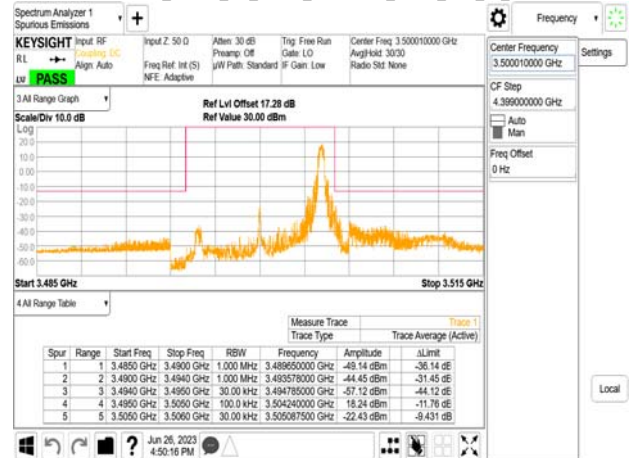 Spectrum Analyzer 1
Spurious Emissions
Frequency
KEYSIGHT Input: RF Input Z: 50 Ω Atten: 30 dB Trig: Free Run Center Freq: 3.500010000 GHz
RL Coupling: DC Preamp: Off Gate: LO Avg|Hold: 30/30
Align: Auto Freq Ref: Int (S) µW Path: Standard IF Gain: Low Radio Std: None
NFE: Adaptive
PASS
Center Frequency
3.500010000 GHz
Settings
CF Step
4.399000000 GHz
Auto
Man
Freq Offset
0 Hz
3 All Range Graph
Ref Lvl Offset 17.28 dB
Scale/Div 10.0 dB Ref Value 30.00 dBm
Log
20.0
10.0
0.00
-10.0
-20.0
-30.0
-40.0
-50.0
-60.0
Start 3.485 GHz Stop 3.515 GHz
4 All Range Table
Measure Trace Trace 1
Trace Type Trace Average (Active)
Spur Range Start Freq Stop Freq RBW Frequency Amplitude ΔLimit
1 1 3.4850 GHz 3.4900 GHz 1.000 MHz 3.489650000 GHz -49.14 dBm -36.14 dB
2 2 3.4900 GHz 3.4940 GHz 1.000 MHz 3.493578000 GHz -44.45 dBm -31.45 dB
3 3 3.4940 GHz 3.4950 GHz 30.00 kHz 3.494785000 GHz -57.12 dBm -44.12 dB
4 4 3.4950 GHz 3.5050 GHz 100.0 kHz 3.504240000 GHz 18.24 dBm -11.76 dB
5 5 3.5050 GHz 3.5060 GHz 30.00 kHz 3.505087500 GHz -22.43 dBm -9.431 dB
Local
Jun 26, 2023
4:50:16 PM